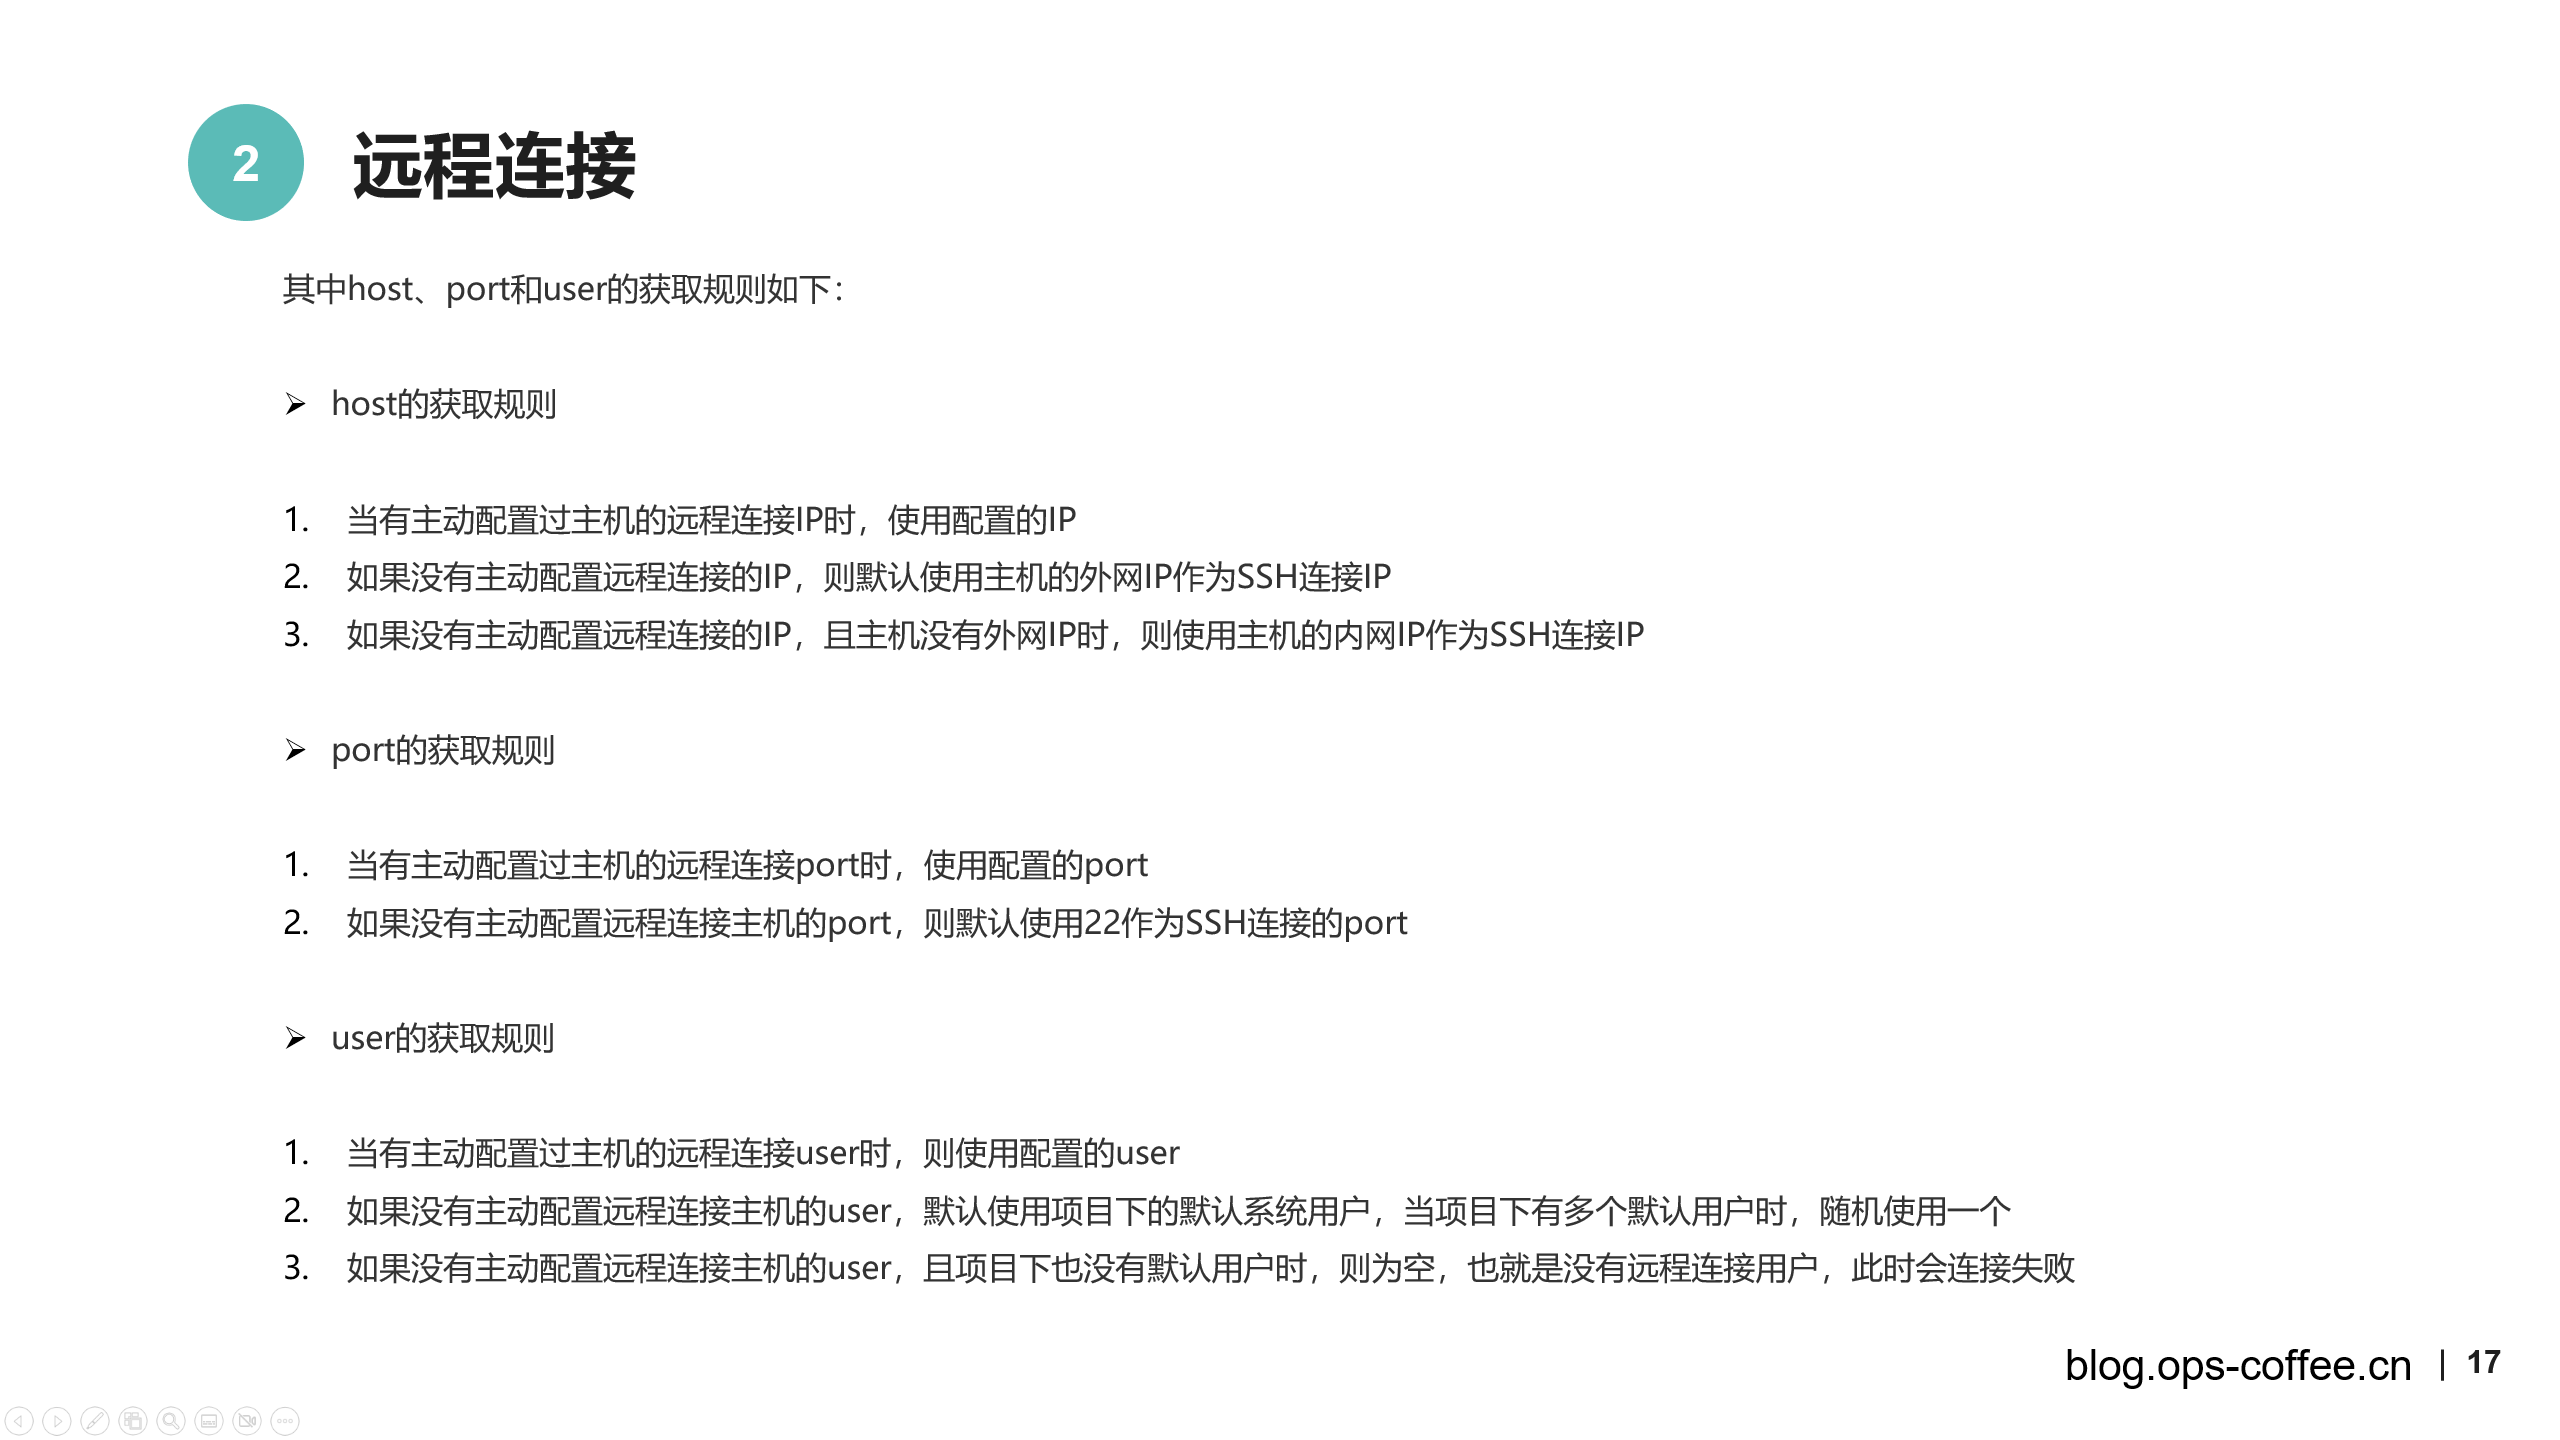 2
远程连接
其中host、port和user的获取规则如下：
➢ host的获取规则
1. 当有主动配置过主机的远程连接IP时，使用配置的IP
2. 如果没有主动配置远程连接的IP，则默认使用主机的外网IP作为SSH连接IP
3. 如果没有主动配置远程连接的IP，且主机没有外网IP时，则使用主机的内网IP作为SSH连接IP
➢ port的获取规则
1. 当有主动配置过主机的远程连接port时，使用配置的port
2. 如果没有主动配置远程连接主机的port，则默认使用22作为SSH连接的port
➢ user的获取规则
1. 当有主动配置过主机的远程连接user时，则使用配置的user
2. 如果没有主动配置远程连接主机的user，默认使用项目下的默认系统用户，当项目下有多个默认用户时，随机使用一个
3. 如果没有主动配置远程连接主机的user，且项目下也没有默认用户时，则为空，也就是没有远程连接用户，此时会连接失败
blog.ops-coffee.cn | 17